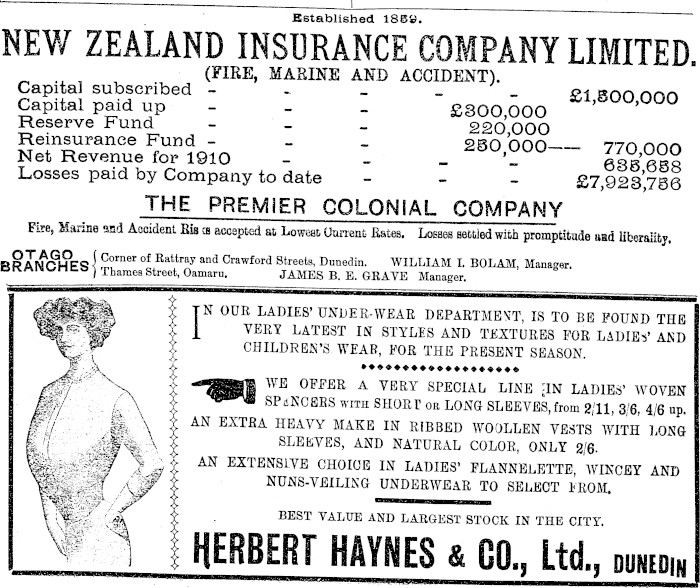 Established 1859.
NEW ZEALAND INSURANCE COMPANY LIMITED.
(FIRE, MARINE AND ACCIDENT).
Capital subscribed - - - - - £1,500,000
Capital paid up - - - £300,000
Reserve Fund - - - 220,000
Reinsurance Fund - - - 250,000—— 770,000
Net Revenue for 1910 - - - - 635,658
Losses paid by Company to date - - - £7,923,756
THE PREMIER COLONIAL COMPANY
Fire, Marine and Accident Ris s accepted at Lowest Current Rates. Losses settled with promptitude and liberality.
OTAGO BRANCHES { Corner of Rattray and Crawford Streets, Dunedin. WILLIAM I. BOLAM, Manager.
Thames Street, Oamaru. JAMES B. E. GRAVE Manager.
IN OUR LADIES' UNDER-WEAR DEPARTMENT, IS TO BE FOUND THE
VERY LATEST IN STYLES AND TEXTURES FOR LADIES' AND
CHILDREN'S WEAR, FOR THE PRESENT SEASON.
WE OFFER A VERY SPECIAL LINE IN LADIES' WOVEN
SPENCERS WITH SHORT OR LONG SLEEVES, from 2/11, 3/6, 4/6 up.
AN EXTRA HEAVY MAKE IN RIBBED WOOLLEN VESTS WITH LONG
SLEEVES, AND NATURAL COLOR, ONLY 2/6.
AN EXTENSIVE CHOICE IN LADIES' FLANNELETTE, WINCEY AND
NUNS-VEILING UNDERWEAR TO SELECT FROM.
BEST VALUE AND LARGEST STOCK IN THE CITY.
HERBERT HAYNES & CO., Ltd., DUNEDIN